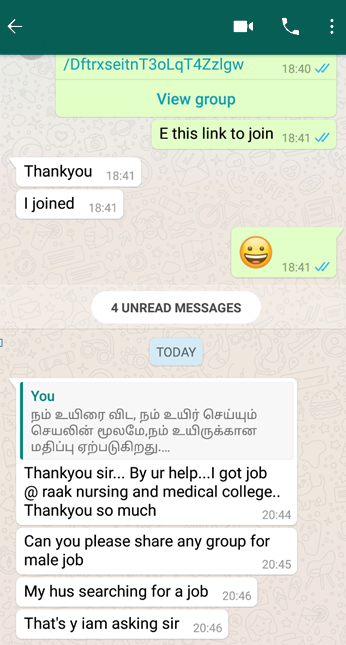 /DftrxseitnT3oLqT4Zzlgw
18:40
View group
E this link to join 18:41
Thankyou 18:41
I joined 18:41
18:41
4 UNREAD MESSAGES
TODAY
You
நம் உயிரை விட, நம் உயிர் செய்யும்
செயலின் மூலமே,நம் உயிருக்கான
மதிப்பு ஏற்படுகிறது....
Thankyou sir... By ur help...I got job
@ raak nursing and medical college..
Thankyou so much
20:44
Can you please share any group for
male job
20:45
My hus searching for a job 20:46
That's y iam asking sir 20:46